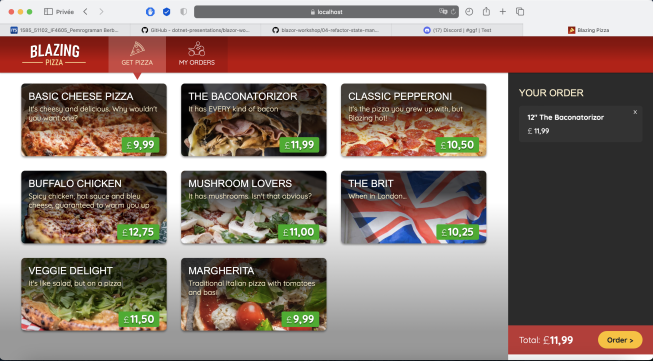 Privée
localhost
1585_S1102_IF4605_Pemrograman Berb...
GitHub - dotnet-presentations/blazor-wo...
blazor-workshop/04-refactor-state-man...
(17) Discord | #ggf | Test
Blazing Pizza
BLAZING
PIZZA
GET PIZZA
MY ORDERS
BASIC CHEESE PIZZA
It's cheesy and delicious. Why wouldn't
you want one?
£9,99
THE BACONATORIZOR
It has EVERY kind of bacon
£11,99
CLASSIC PEPPERONI
It's the pizza you grew up with, but
Blazing hot!
£10,50
BUFFALO CHICKEN
Spicy chicken, hot sauce and bleu
cheese, guaranteed to warm you up
£12,75
MUSHROOM LOVERS
It has mushrooms. Isn't that obvious?
£11,00
THE BRIT
When in London...
£10,25
VEGGIE DELIGHT
It's like salad, but on a pizza
£11,50
MARGHERITA
Traditional Italian pizza with tomatoes
and basil
£9,99
YOUR ORDER
X
12" The Baconatorizor
£ 11,99
Total: £11,99
Order >